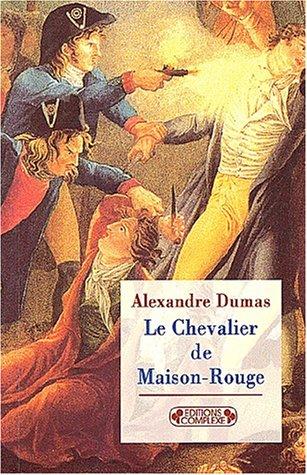 Alexandre Dumas
Le Chevalier
de
Maison-Rouge
EDITIONS
COMPLEXE